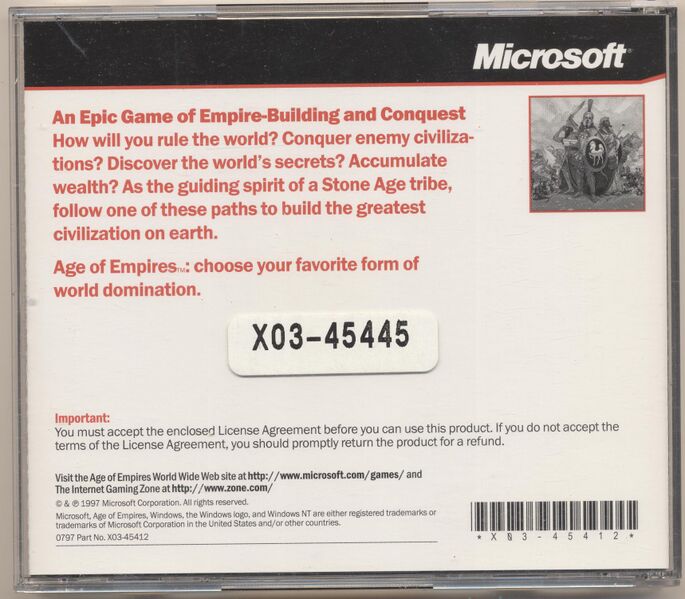 Microsoft®
An Epic Game of Empire-Building and Conquest
How will you rule the world? Conquer enemy civiliza-
tions? Discover the world's secrets? Accumulate
wealth? As the guiding spirit of a Stone Age tribe,
follow one of these paths to build the greatest
civilization on earth.
Age of Empires™: choose your favorite form of
world domination.
X03-45445
Important:
You must accept the enclosed License Agreement before you can use this product. If you do not accept the
terms of the License Agreement, you should promptly return the product for a refund.
Visit the Age of Empires World Wide Web site at http://www.microsoft.com/games/ and
The Internet Gaming Zone at http://www.zone.com/
© & ℗ 1997 Microsoft Corporation. All rights reserved.
Microsoft, Age of Empires, Windows, the Windows logo, and Windows NT are either registered trademarks or
trademarks of Microsoft Corporation in the United States and/or other countries.
0797 Part No. X03-45412
*X03-45412*